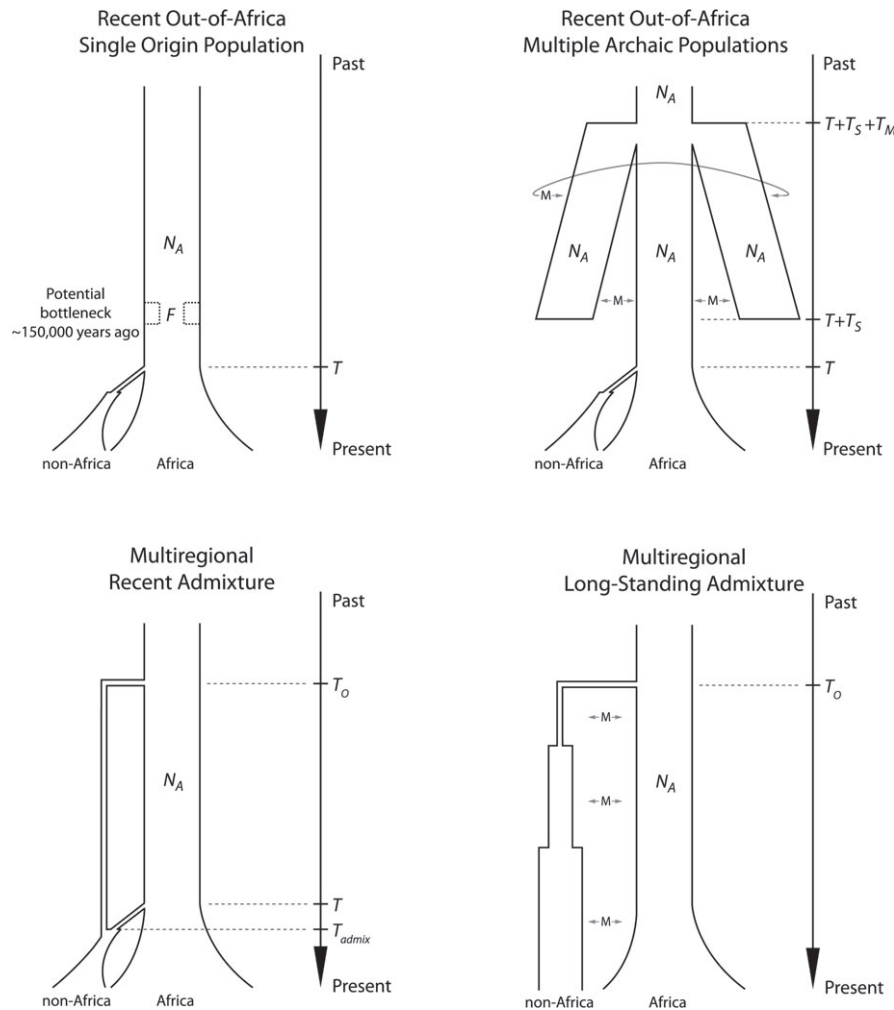 Recent Out-of-Africa
Single Origin Population
Past
N_A
Potential
bottleneck
~150,000 years ago
F
T
Present
non-Africa
Africa
Recent Out-of-Africa
Multiple Archaic Populations
Past
N_A
T+T_S+T_M
M
N_A
N_A
N_A
M
M
T+T_S
T
Present
non-Africa
Africa
Multiregional
Recent Admixture
Past
T_O
N_A
T
T_admix
Present
non-Africa
Africa
Multiregional
Long-Standing Admixture
Past
T_O
M
N_A
M
M
Present
non-Africa
Africa